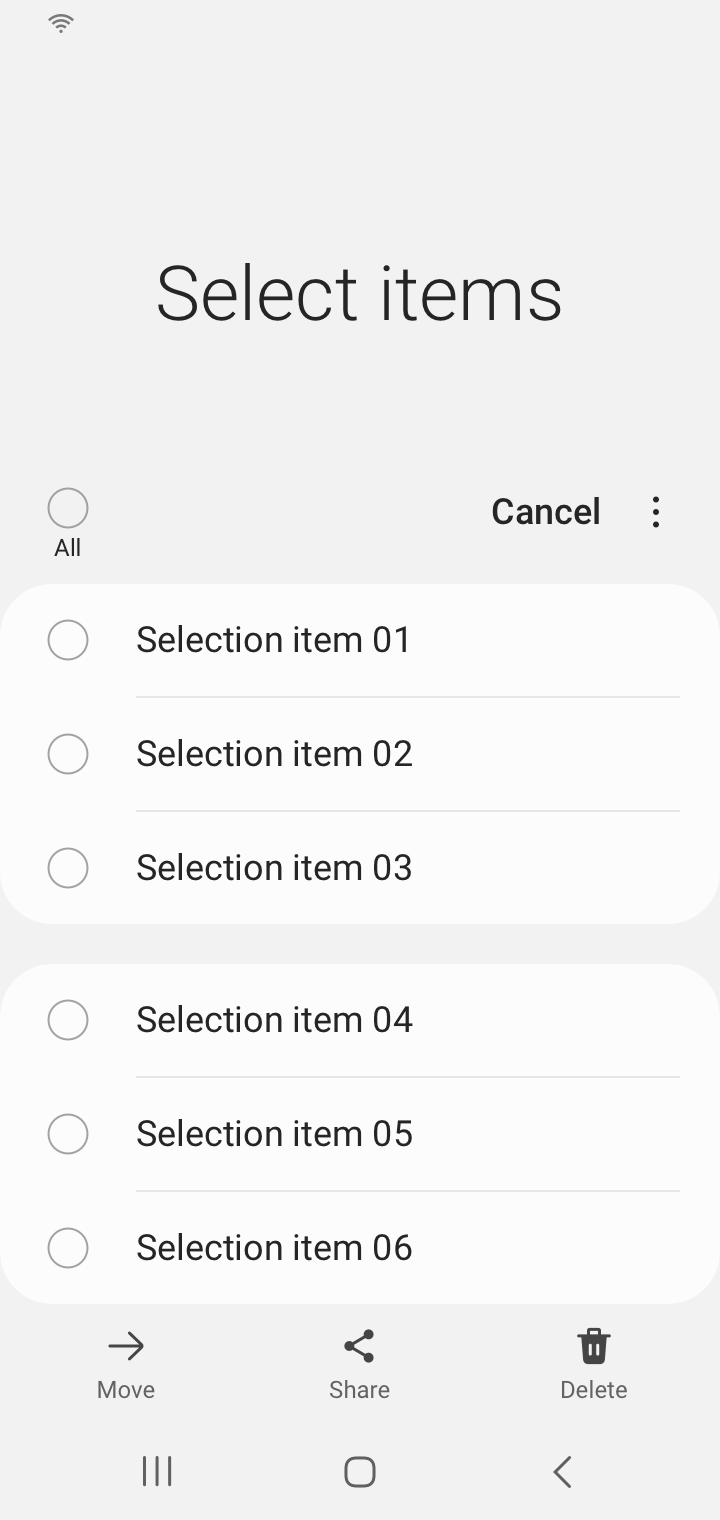 Select items
All
Cancel
Selection item 01
Selection item 02
Selection item 03
Selection item 04
Selection item 05
Selection item 06
Move
Share
Delete